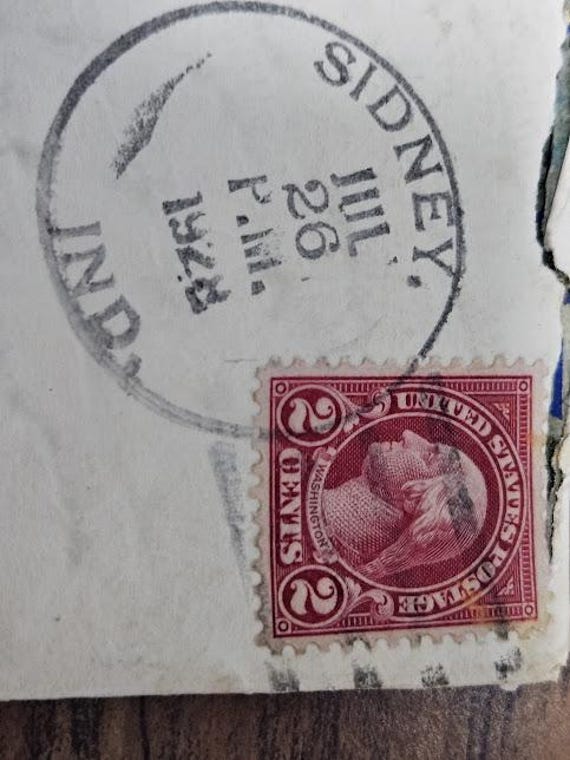 SIDNEY.
JUL
26
P.M.
1928
IND.
UNITED STATES POSTAGE
WASHINGTON
2 CENTS 2